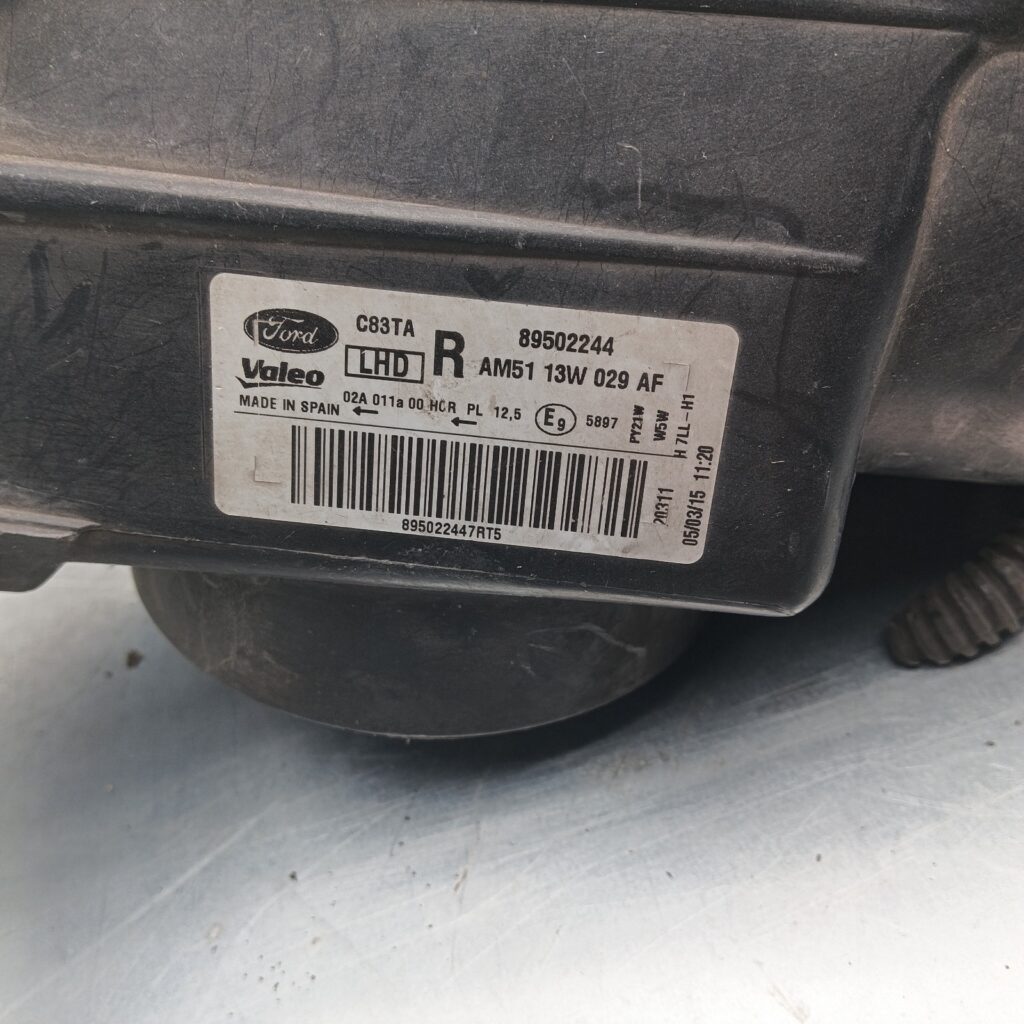 Ford C83TA 89502244
Valeo LHD R AM51 13W 029 AF
MADE IN SPAIN 02A 011a 00 HCR PL 12,5 E9 5897
PY21W
W5W
H 7LL-H1
20311
05/03/15 11:20
895022447RT5